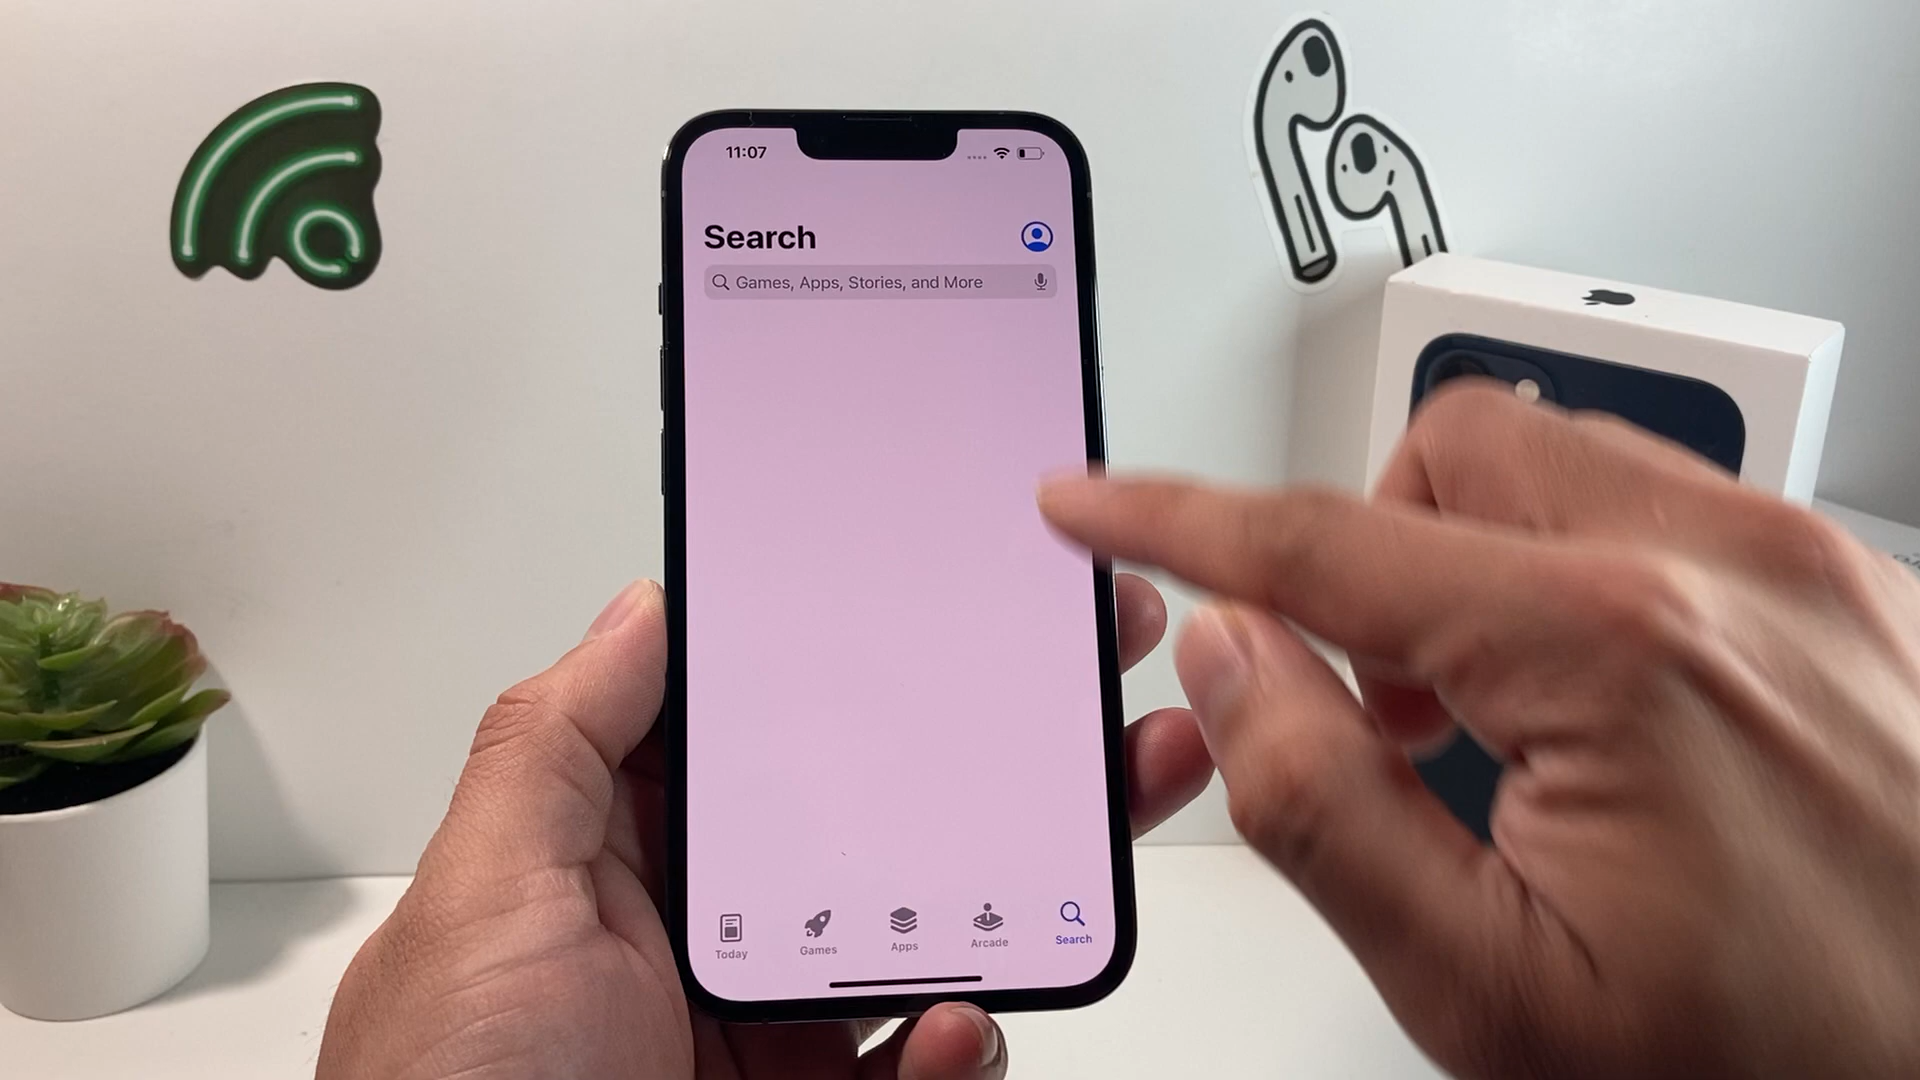 11:07
Search
Games, Apps, Stories, and More
Today
Games
Apps
Arcade
Search